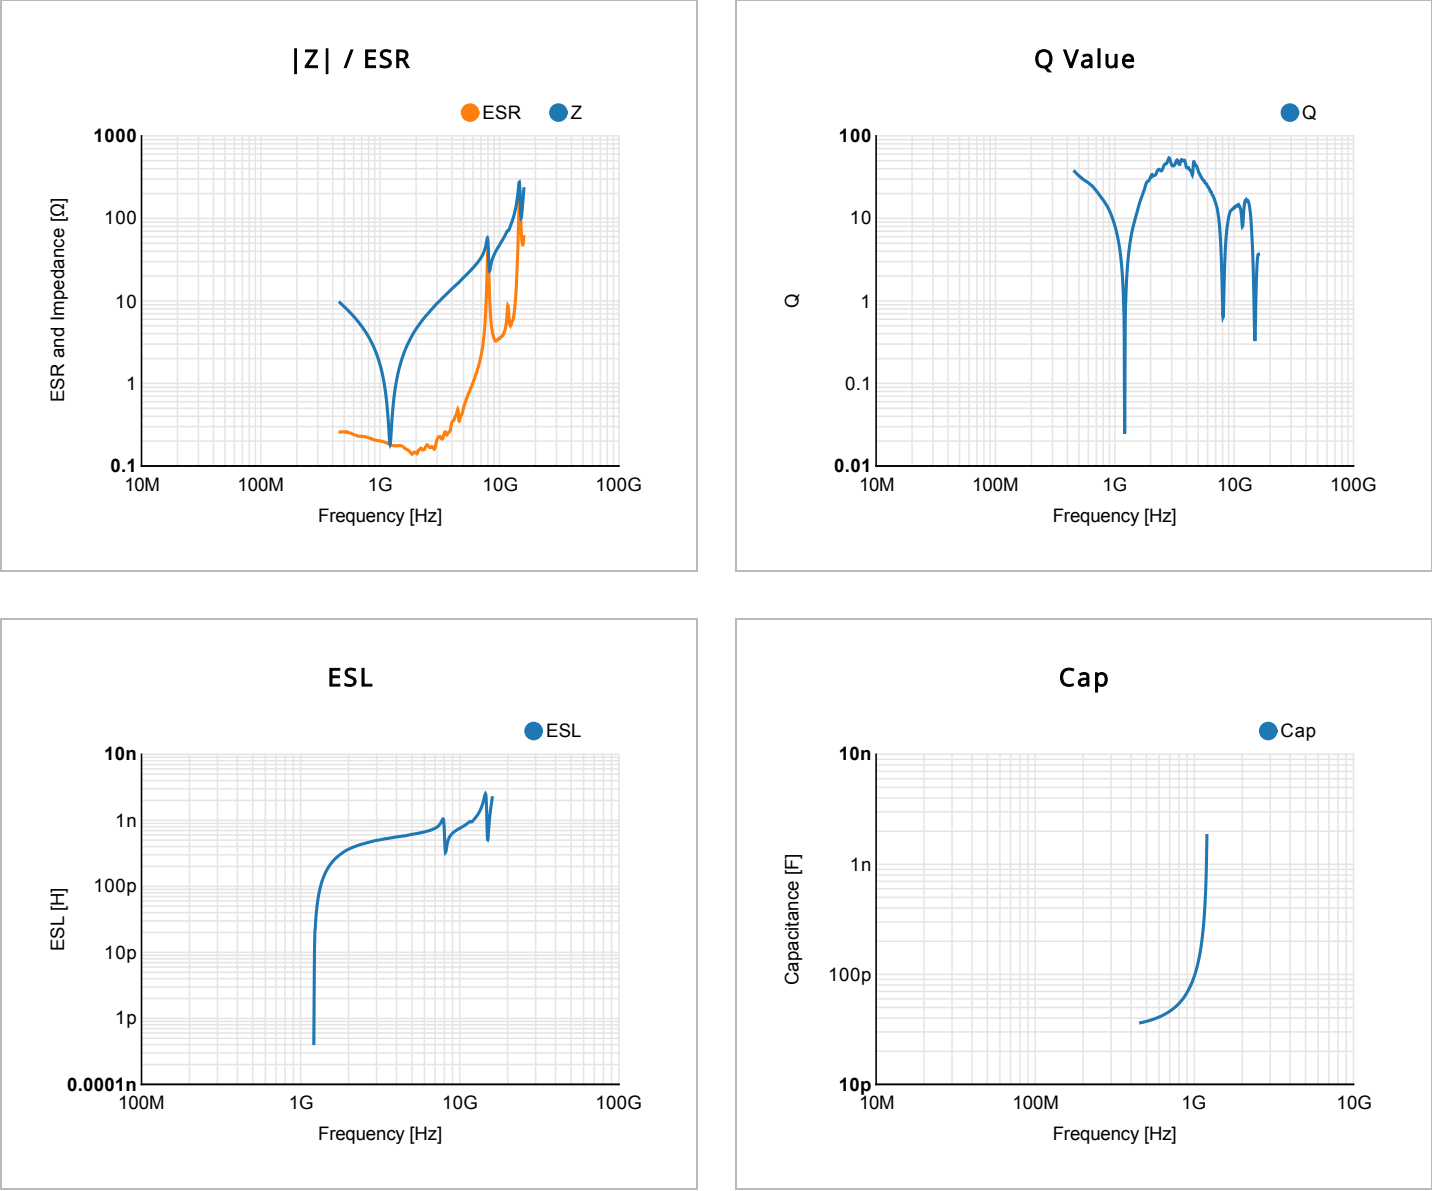 |Z| / ESR
ESR Z
1000
100
10
1
0.1
ESR and Impedance [Ω]
10M 100M 1G 10G 100G
Frequency [Hz]
Q Value
Q
100
10
1
0.1
0.01
Q
10M 100M 1G 10G 100G
Frequency [Hz]
ESL
ESL
10n
1n
100p
10p
1p
0.0001n
ESL [H]
100M 1G 10G 100G
Frequency [Hz]
Cap
Cap
10n
1n
100p
10p
Capacitance [F]
10M 100M 1G 10G
Frequency [Hz]